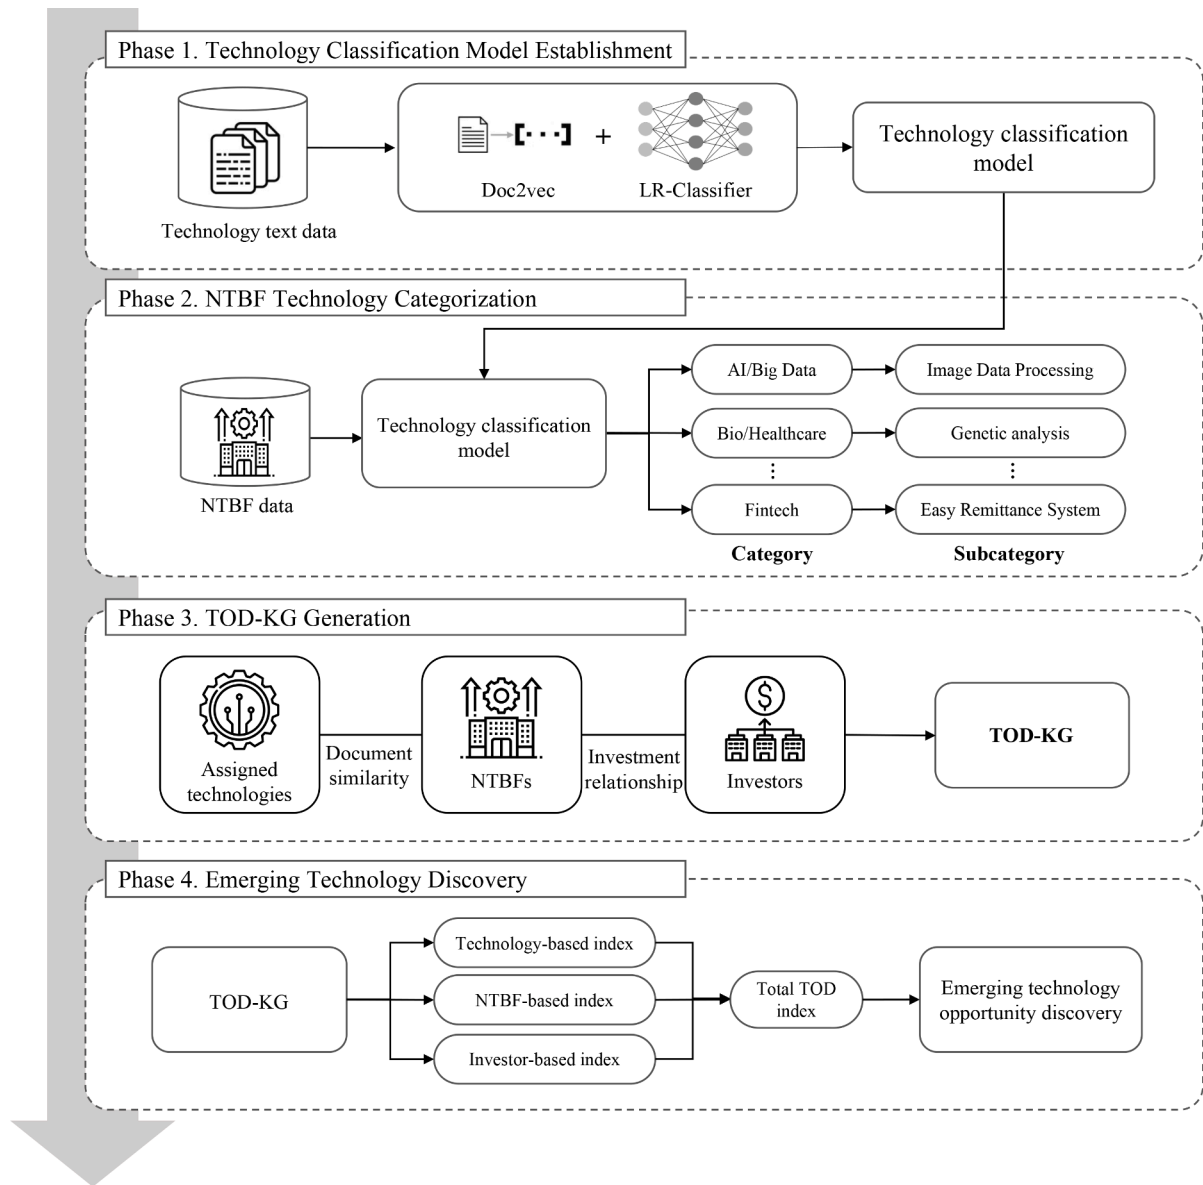 Phase 1. Technology Classification Model Establishment
Technology text data
[···]
+
Doc2vec
LR-Classifier
Technology classification
model
Phase 2. NTBF Technology Categorization
NTBF data
Technology classification
model
AI/Big Data
Image Data Processing
Bio/Healthcare
Genetic analysis
Fintech
Easy Remittance System
Category
Subcategory
Phase 3. TOD-KG Generation
Assigned
technologies
Document
similarity
NTBFs
Investment
relationship
$
Investors
TOD-KG
Phase 4. Emerging Technology Discovery
TOD-KG
Technology-based index
NTBF-based index
Investor-based index
Total TOD
index
Emerging technology
opportunity discovery